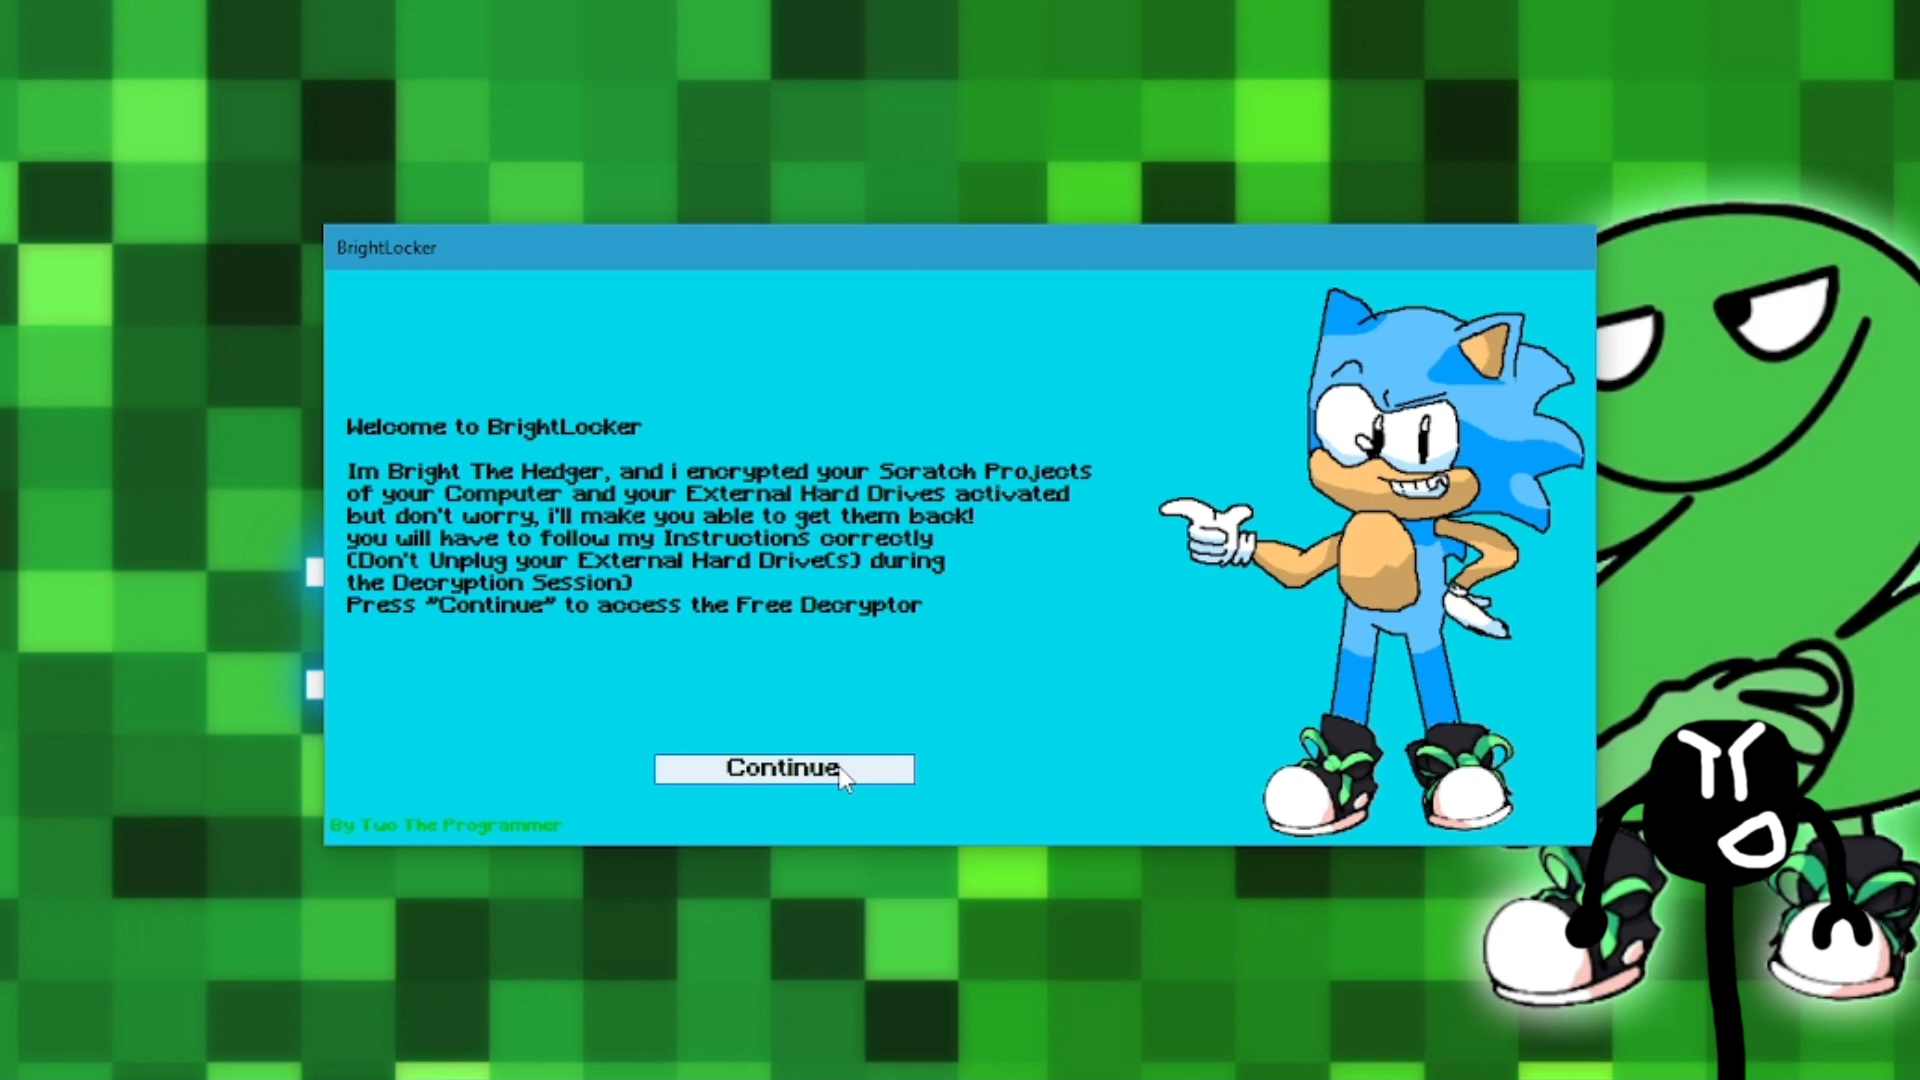 BrightLocker
Welcome to BrightLocker
Im Bright The Hedger, and i encrypted your Scratch Projects
of your Computer and your External Hard Drives activated
but don't worry, i'll make you able to get them back!
you will have to follow my Instructions correctly
(Don't Unplug your External Hard Drive(s) during
the Decryption Session)
Press "Continue" to access the Free Decryptor
Continue
By Two The Programmer